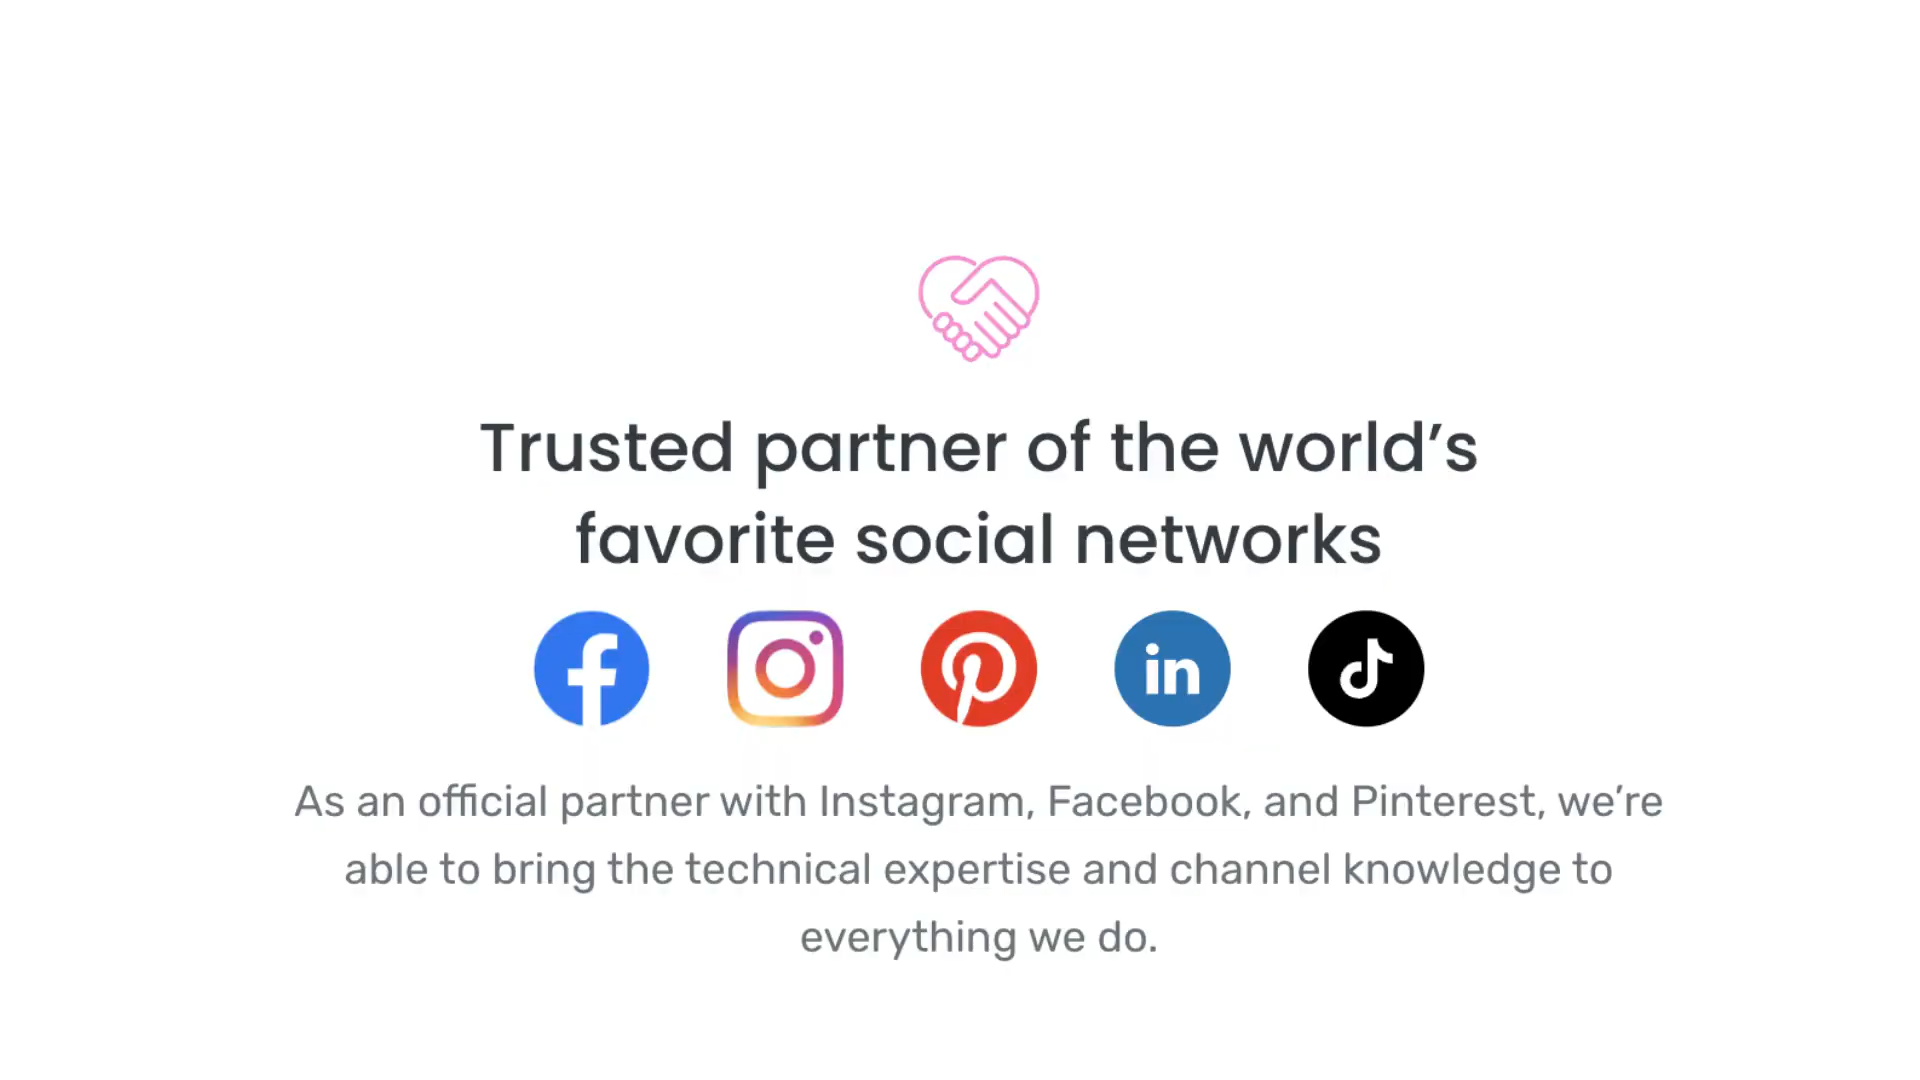 Trusted partner of the world’s
favorite social networks
in
As an official partner with Instagram, Facebook, and Pinterest, we’re
able to bring the technical expertise and channel knowledge to
everything we do.